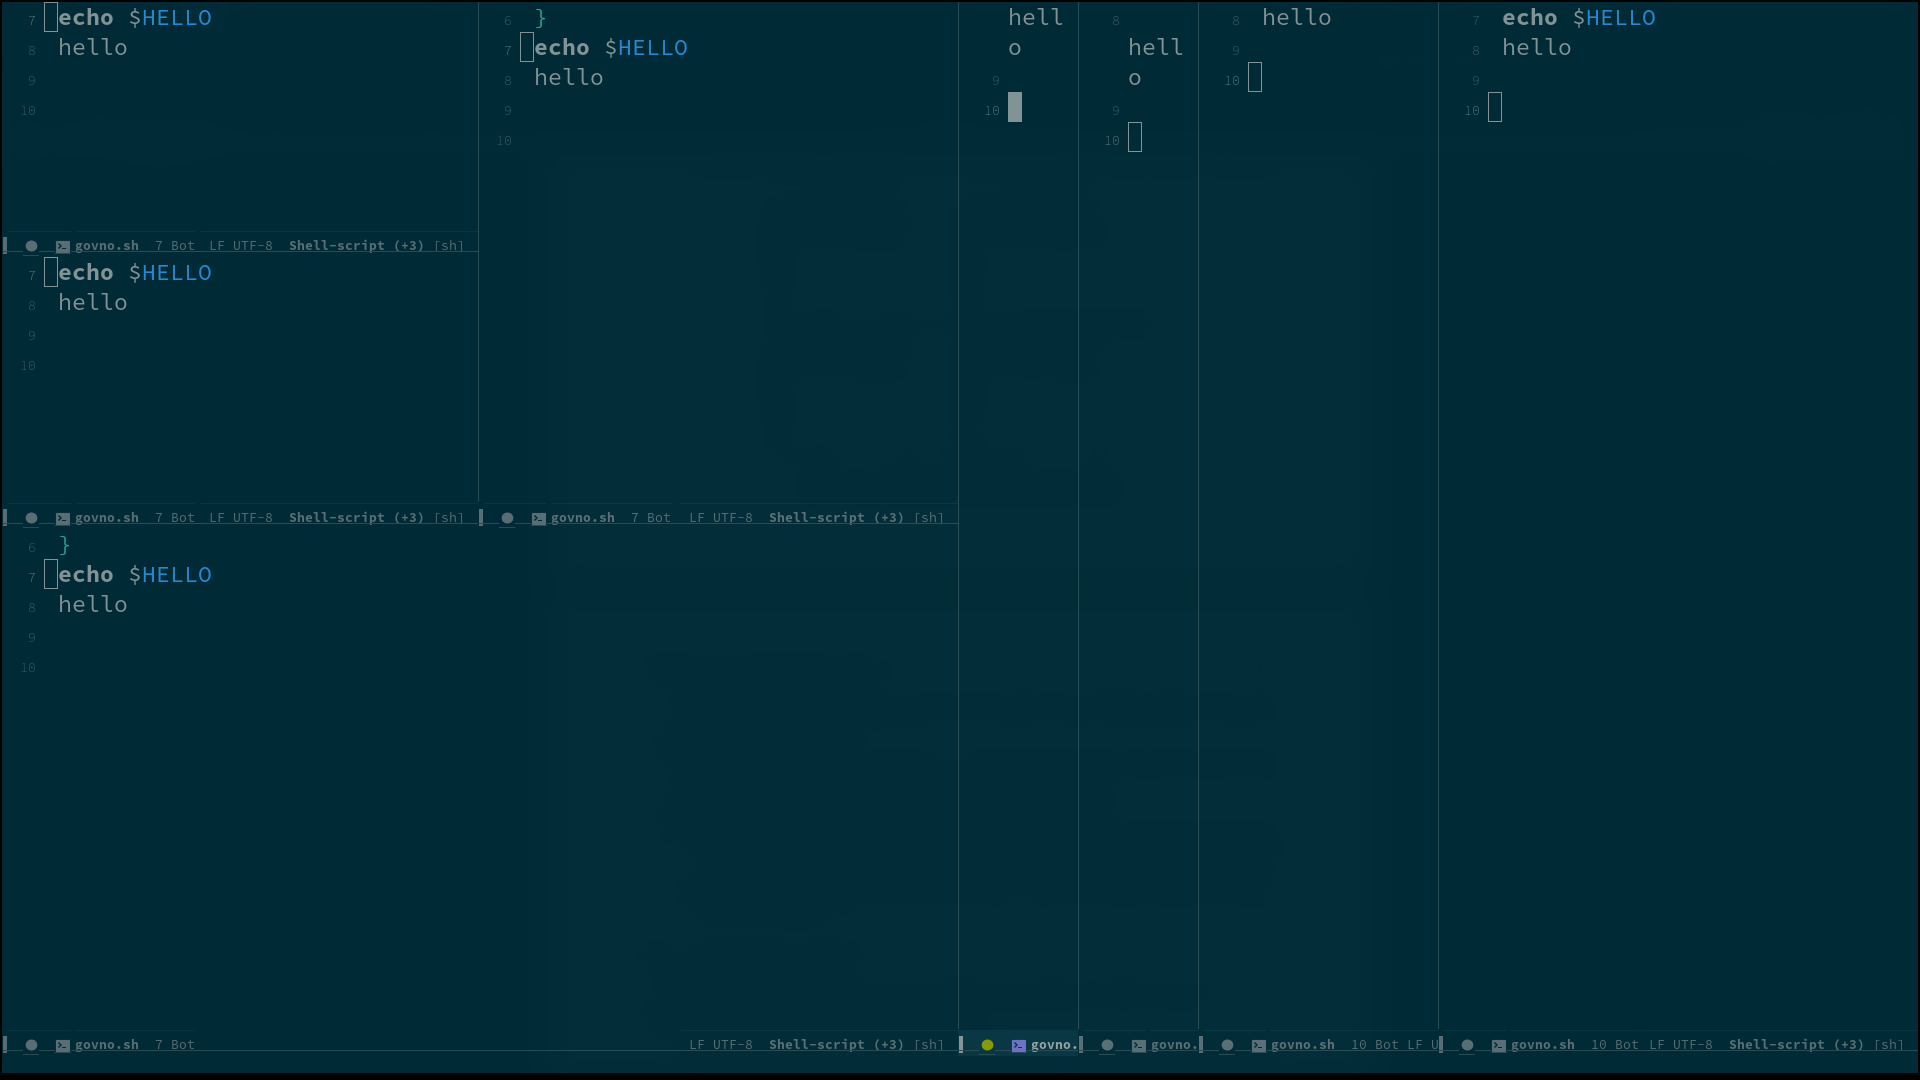 7 echo $HELLO
8 hello
9
10
govno.sh 7 Bot LF UTF-8 Shell-script (+3) [sh]
7 echo $HELLO
8 hello
9
10
govno.sh 7 Bot LF UTF-8 Shell-script (+3) [sh]
6 }
7 echo $HELLO
8 hello
9
10
govno.sh 7 Bot LF UTF-8 Shell-script (+3) [sh]
6 }
7 echo $HELLO
8 hello
9
10
govno.sh 7 Bot LF UTF-8 Shell-script (+3) [sh]
hell
o
9
10
govno.
8
hell
o
9
10
govno.
8 hello
9
10
govno.sh 10 Bot LF U
7 echo $HELLO
8 hello
9
10
govno.sh 10 Bot LF UTF-8 Shell-script (+3) [sh]